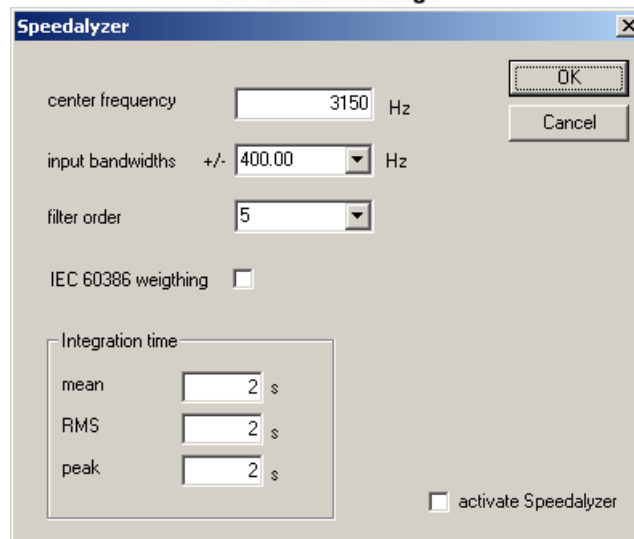 Speedalyzer
OK
center frequency 3150 Hz
Cancel
input bandwidths +/- 400.00 Hz
filter order 5
IEC 60386 weigthing
Integration time
mean 2 s
RMS 2 s
peak 2 s
activate Speedalyzer